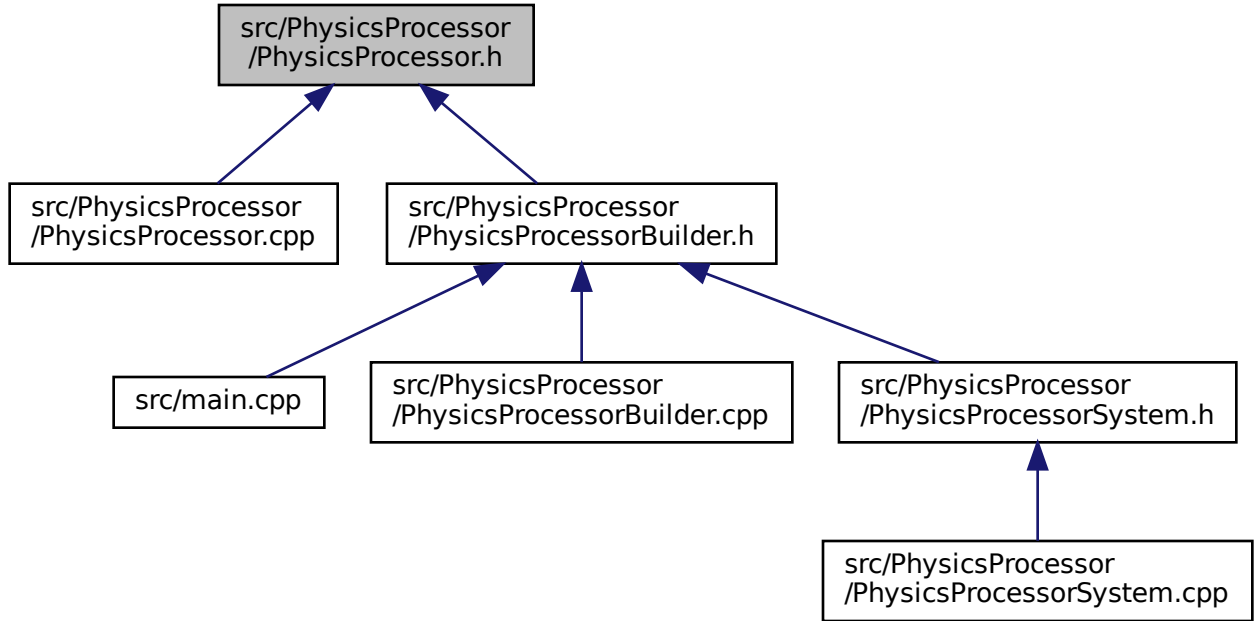 src/PhysicsProcessor
/PhysicsProcessor.h
src/PhysicsProcessor
/PhysicsProcessor.cpp
src/PhysicsProcessor
/PhysicsProcessorBuilder.h
src/main.cpp
src/PhysicsProcessor
/PhysicsProcessorBuilder.cpp
src/PhysicsProcessor
/PhysicsProcessorSystem.h
src/PhysicsProcessor
/PhysicsProcessorSystem.cpp